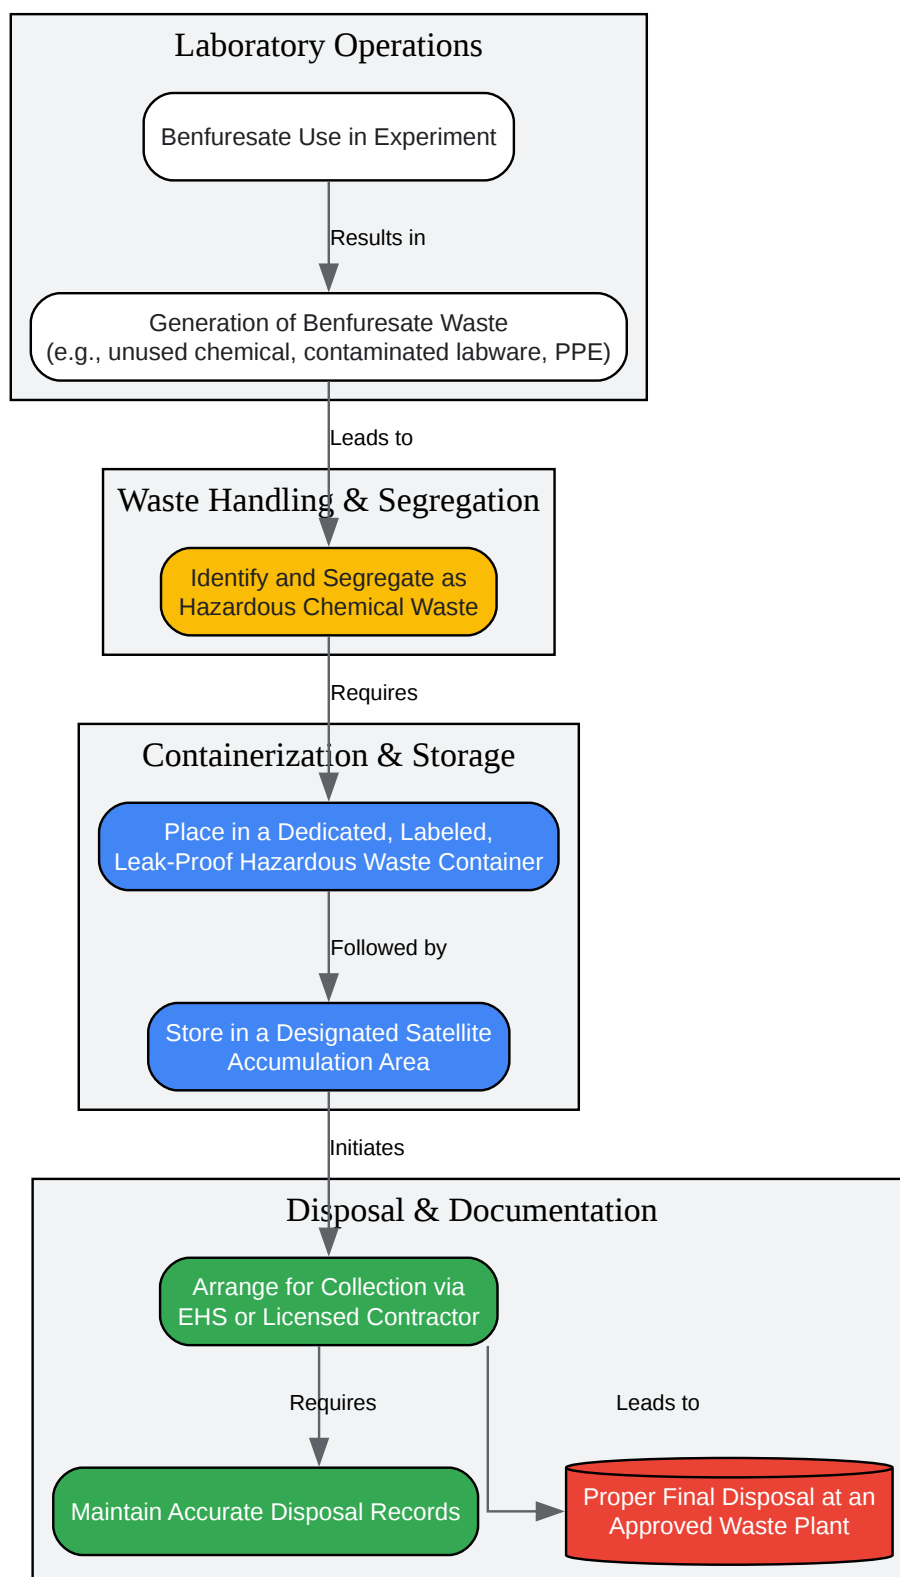 Laboratory Operations
Benfuresate Use in Experiment
Results in
Generation of Benfuresate Waste
(e.g., unused chemical, contaminated labware, PPE)
Leads to
Waste Handling & Segregation
Identify and Segregate as
Hazardous Chemical Waste
Requires
Containerization & Storage
Place in a Dedicated, Labeled,
Leak-Proof Hazardous Waste Container
Followed by
Store in a Designated Satellite
Accumulation Area
Initiates
Disposal & Documentation
Arrange for Collection via
EHS or Licensed Contractor
Requires
Leads to
Maintain Accurate Disposal Records
Proper Final Disposal at an
Approved Waste Plant